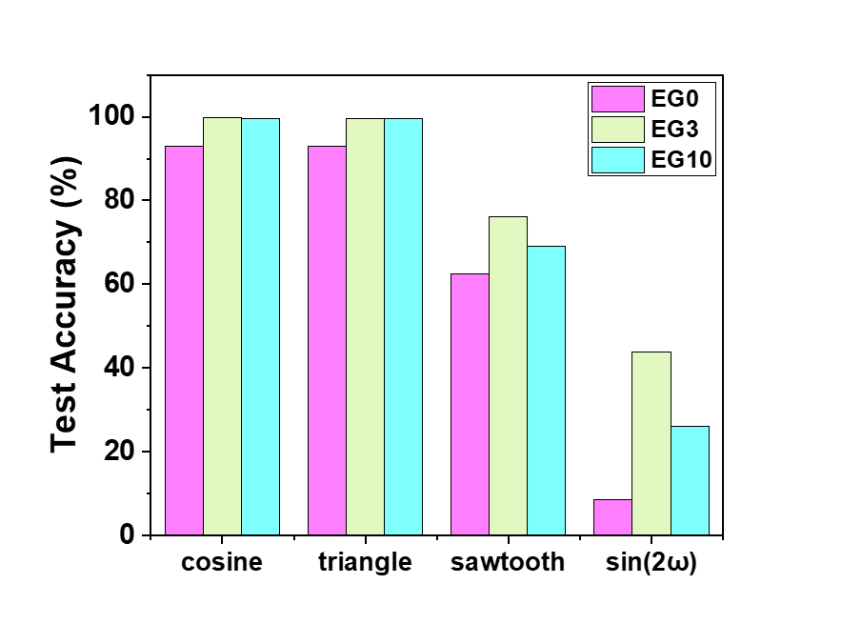 Test Accuracy (%)
100
80
60
40
20
0
EG0
EG3
EG10
cosine triangle sawtooth sin(2ω)